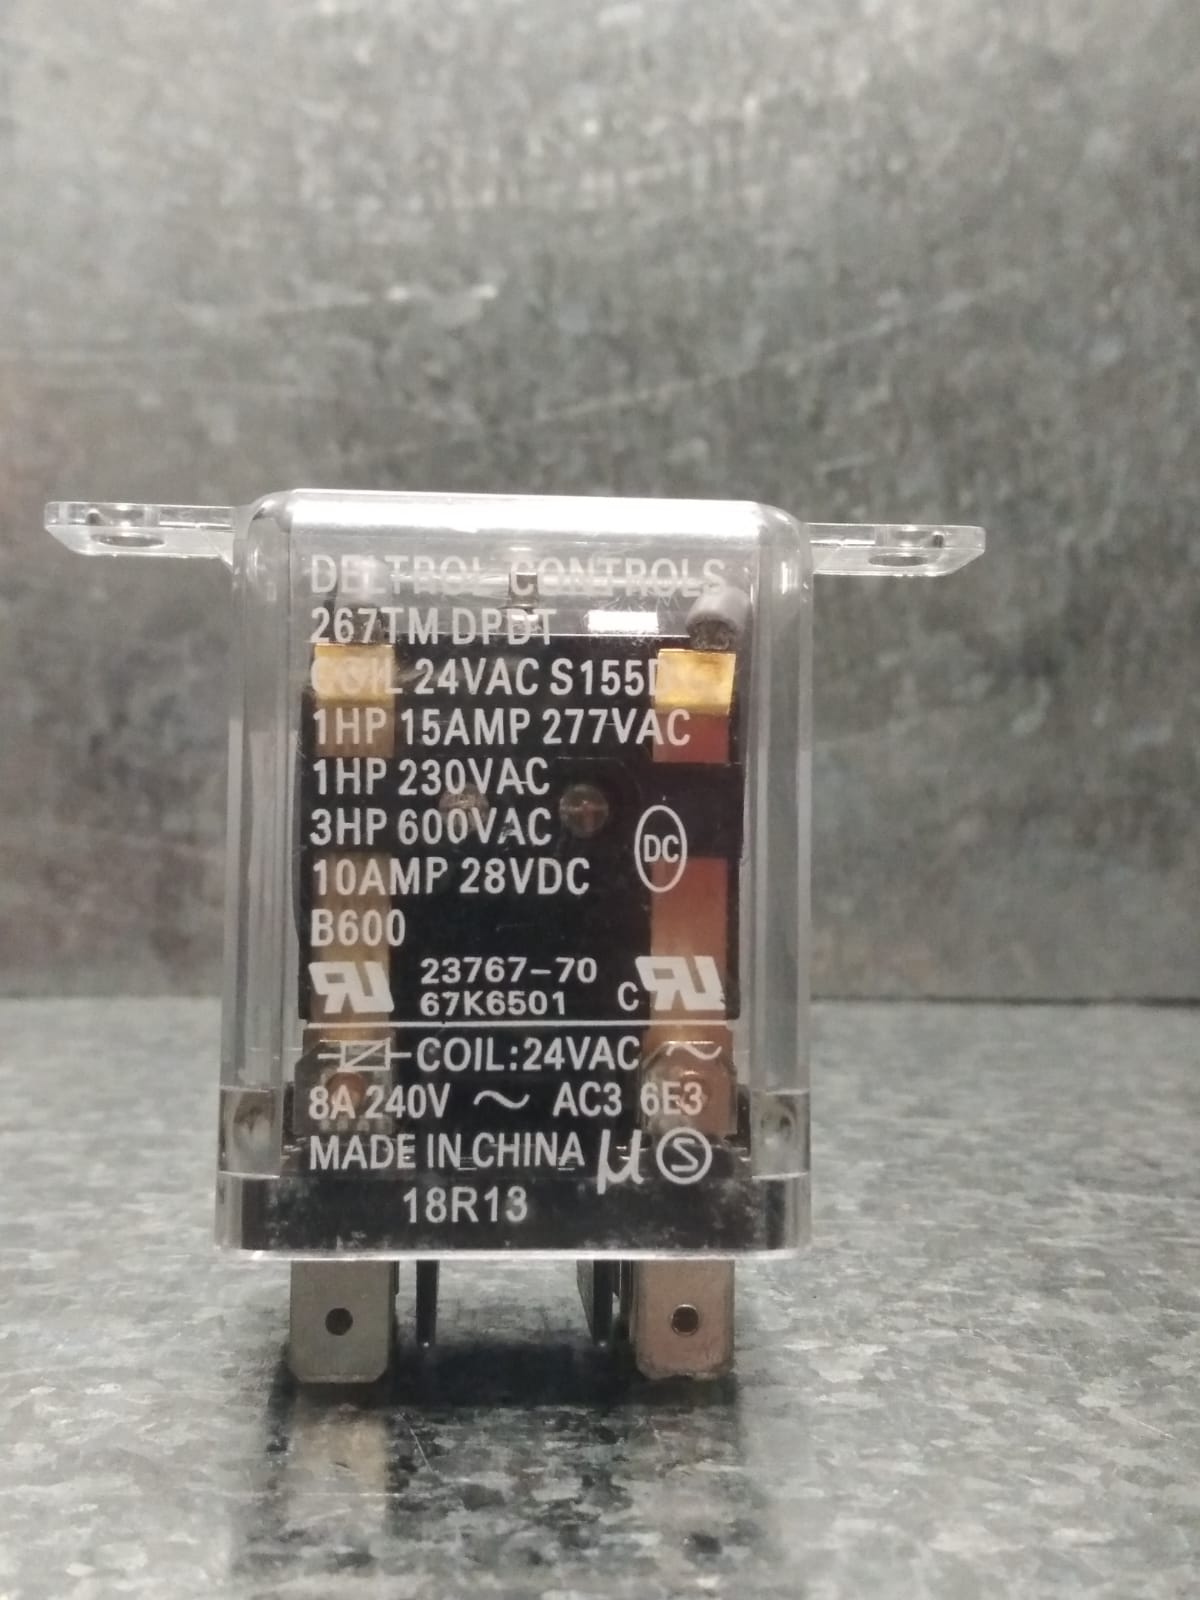 DELTROL CONTROLS
267TM DPDT
COIL 24VAC
1HP 15AMP 277VAC
1HP 230VAC
3HP 600VAC
10AMP 28VDC
DC
B600
23767-70
67K6501
COIL:24VAC ~
8A 240V ~ AC3 6E3
MADE IN CHINA µ S
18R13